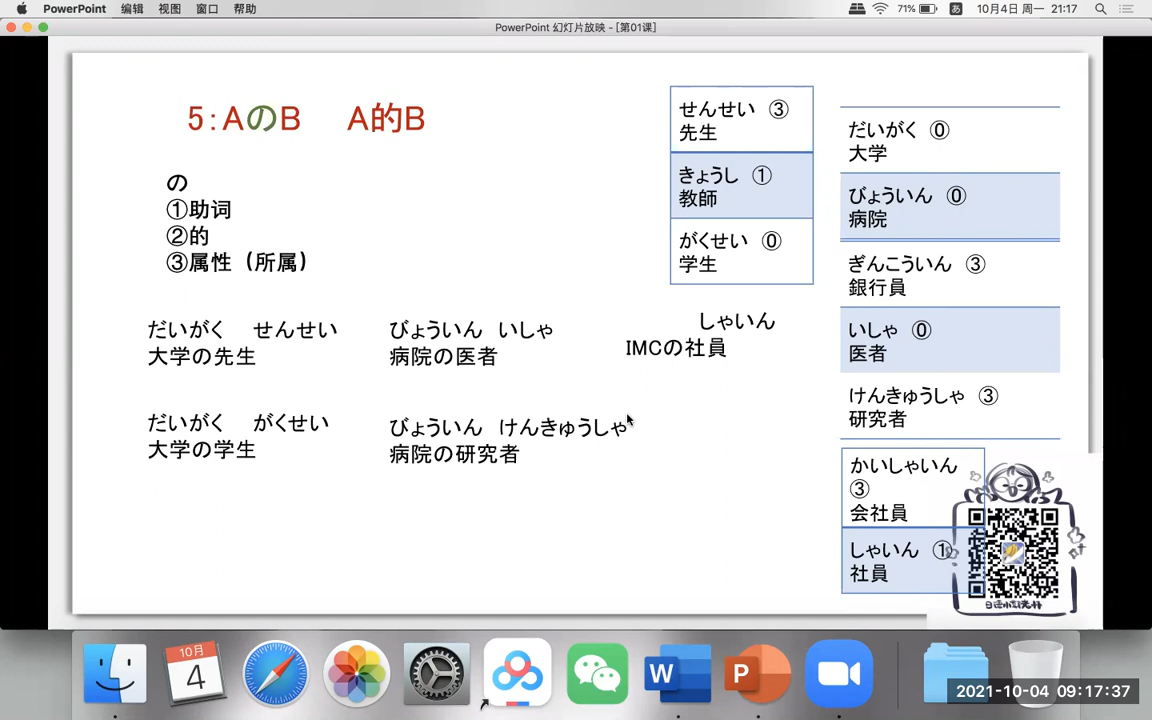 PowerPoint 编辑 视图 窗口 帮助
71% あ 10月4日 周一 21:17
PowerPoint 幻灯片放映 - [第01课]
5：AのB A的B
の
①助词
②的
③属性（所属）
だいがく せんせい
大学の先生
びょういん いしゃ
病院の医者
しゃいん
IMCの社員
だいがく がくせい
大学の学生
びょういん けんきゅうしゃ
病院の研究者
せんせい ③
先生
きょうし ①
教師
がくせい ⓪
学生
だいがく ⓪
大学
びょういん ⓪
病院
ぎんこういん ③
銀行員
いしゃ ⓪
医者
けんきゅうしゃ ③
研究者
かいしゃいん
③
会社員
しゃいん ①
社員
10月
4
W
P
2021-10-04 09:17:37